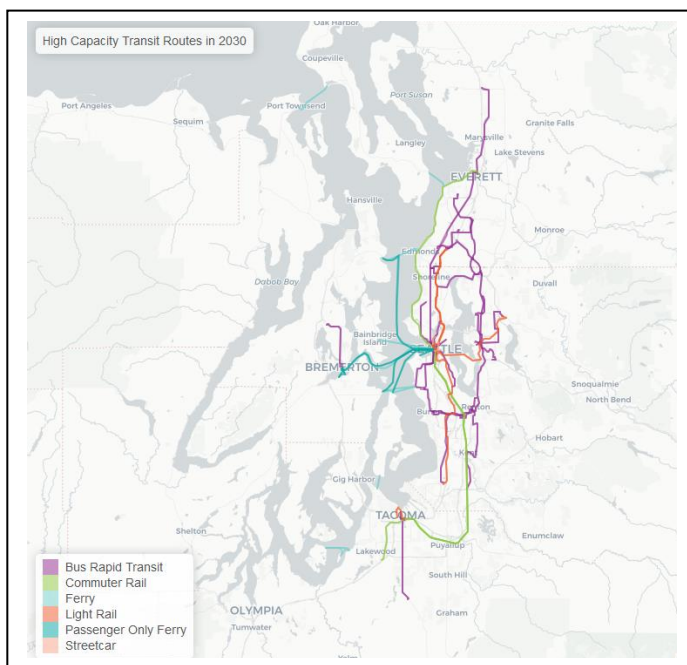 Oak Harbor
High Capacity Transit Routes in 2030
Coupeville
Port Susan
Port Angeles
Port Townsend
Granite Falls
Sequim
Marysville
Langley
Lake Stevens
EVERETT
Hansville
Monroe
Edmonds
Dabob Bay
Shoreline
Duvall
Bainbridge
Island
BREMERTON
Snoqualmie
North Bend
Renton
Hobart
Gig Harbor
TACOMA
Shelton
Enumclaw
Lakewood
Puyallup
South Hill
OLYMPIA
Graham
Tumwater
Bus Rapid Transit
Commuter Rail
Ferry
Light Rail
Passenger Only Ferry
Streetcar